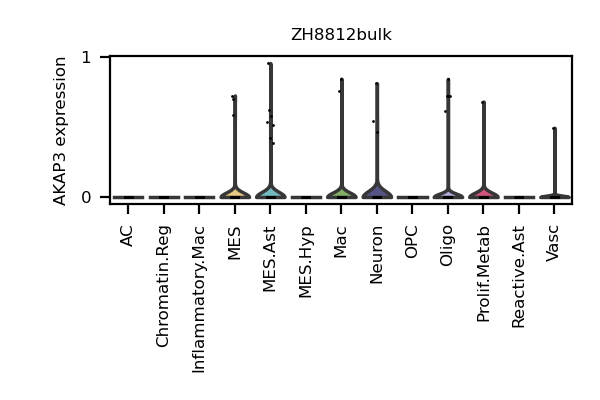 ZH8812bulk
AKAP3 expression
1
0
AC
Chromatin.Reg
Inflammatory.Mac
MES
MES.Ast
MES.Hyp
Mac
Neuron
OPC
Oligo
Prolif.Metab
Reactive.Ast
Vasc